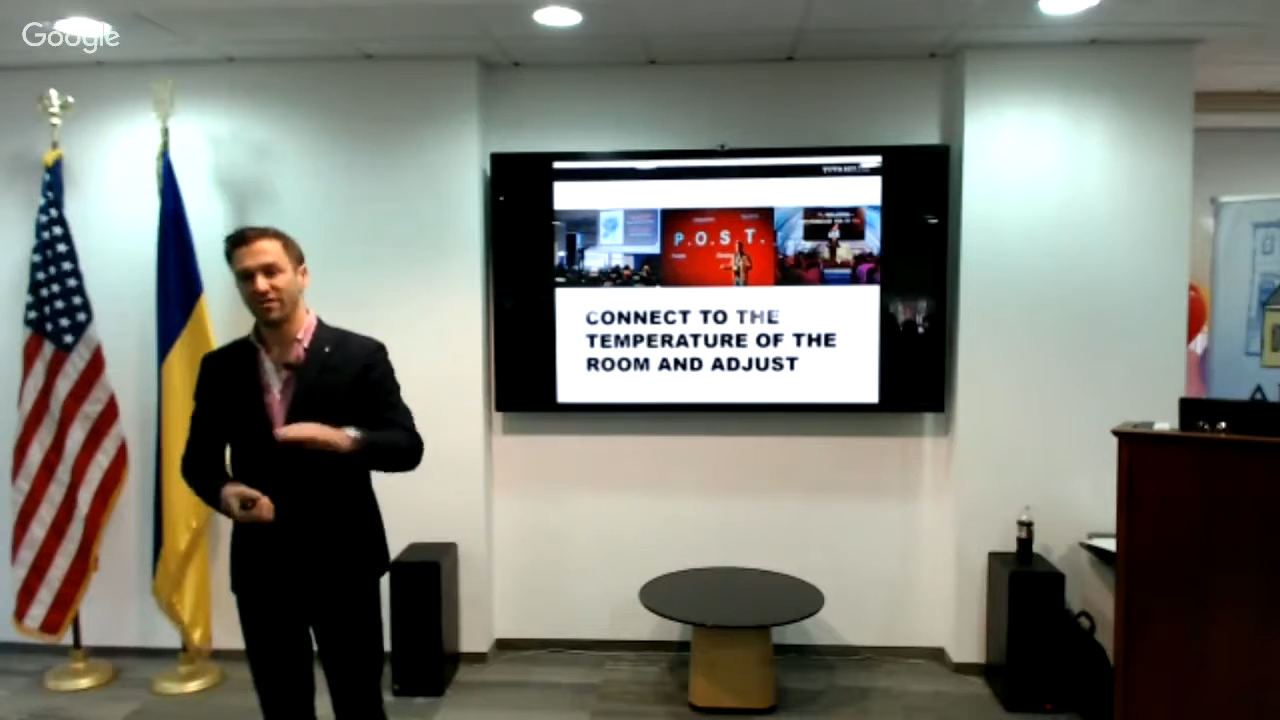 Google
P.O.S.T.
CONNECT TO THE
TEMPERATURE OF THE
ROOM AND ADJUST